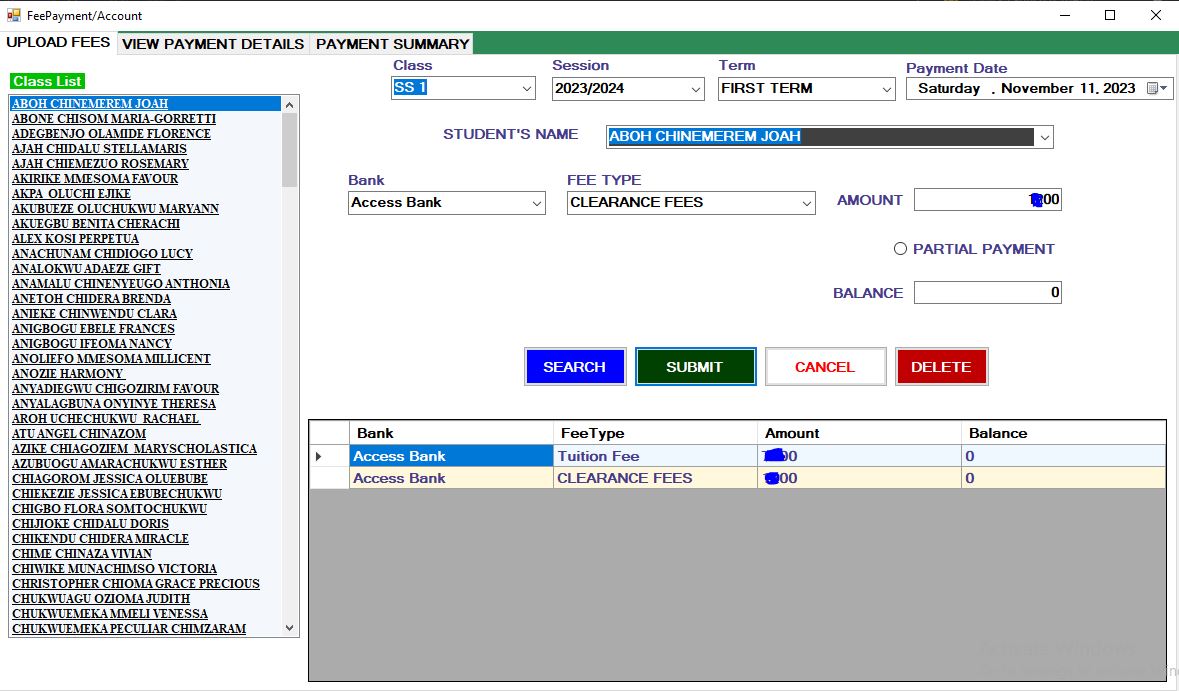 FeePayment/Account
UPLOAD FEES VIEW PAYMENT DETAILS PAYMENT SUMMARY
Class List
ABOH CHINEMEREM JOAH
ABONE CHISOM MARIA-GORRETTI
ADEGBENJO OLAMIDE FLORENCE
AJAH CHIDALU STELLAMARIS
AJAH CHIEMEZUO ROSEMARY
AKIRIKE MMESOMA FAVOUR
AKPA OLUCHI EJIKE
AKUBUEZE OLUCHUKWU MARYANN
AKUEGBU BENITA CHERACHI
ALEX KOSI PERPETUA
ANACHUNAM CHIDIOGO LUCY
ANALOKWU ADAEZE GIFT
ANAMALU CHINENYEUGO ANTHONIA
ANETOH CHIDERA BRENDA
ANIEKE CHINWENDU CLARA
ANIGBOGU EBELE FRANCES
ANIGBOGU IFEOMA NANCY
ANOLIEFO MMESOMA MILLICENT
ANOZIE HARMONY
ANYADIEGWU CHIGOZIRIM FAVOUR
ANYALAGBUNA ONYINYE THERESA
AROH UCHECHUKWU RACHAEL
ATU ANGEL CHINAZOM
AZIKE CHIAGOZIEM MARYSCHOLASTICA
AZUBUOGU AMARACHUKWU ESTHER
CHIAGOROM JESSICA OLUEBUBE
CHIEKEZIE JESSICA EBUBECHUKWU
CHIGBO FLORA SOMTOCHUKWU
CHIJIOKE CHIDALU DORIS
CHIKENDU CHIDERA MIRACLE
CHIME CHINAZA VIVIAN
CHIWIKE MUNACHIMSO VICTORIA
CHRISTOPHER CHIOMA GRACE PRECIOUS
CHUKWUAGU OZIOMA JUDITH
CHUKWUEMEKA MMELI VENESSA
CHUKWUEMEKA PECULIAR CHIMZARAM
Class Session Term Payment Date
SS 1 2023/2024 FIRST TERM Saturday , November 11, 2023
STUDENT'S NAME ABOH CHINEMEREM JOAH
Bank FEE TYPE
Access Bank CLEARANCE FEES AMOUNT 00
PARTIAL PAYMENT
BALANCE 0
SEARCH SUBMIT CANCEL DELETE
Bank FeeType Amount Balance
Access Bank Tuition Fee 00 0
Access Bank CLEARANCE FEES 00 0
Activate Windows